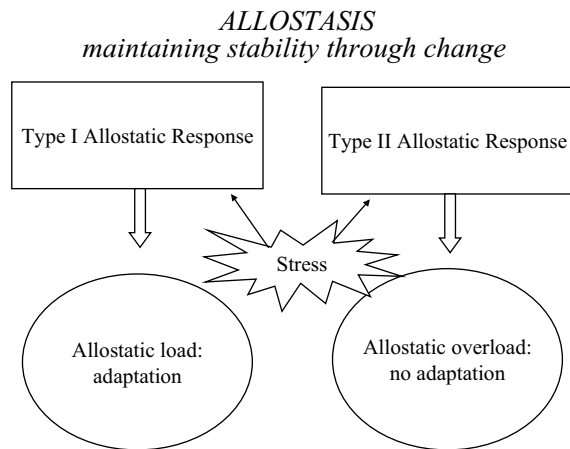 ALLOSTASIS
maintaining stability through change
Type I Allostatic Response
Type II Allostatic Response
Stress
Allostatic load:
adaptation
Allostatic overload:
no adaptation